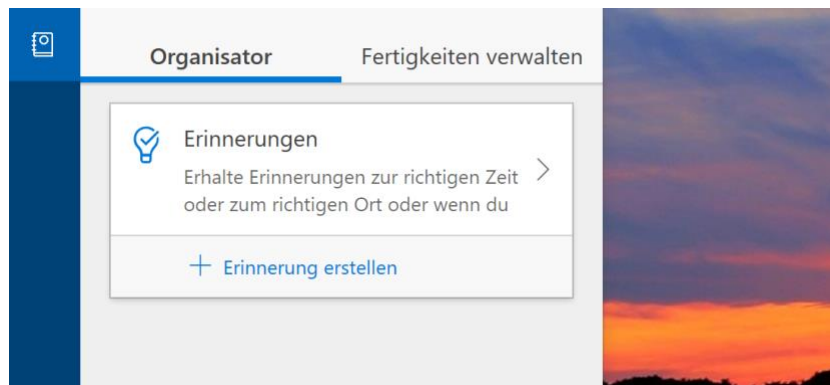 Organisator
Fertigkeiten verwalten
Erinnerungen
Erhalte Erinnerungen zur richtigen Zeit
oder zum richtigen Ort oder wenn du
Erinnerung erstellen